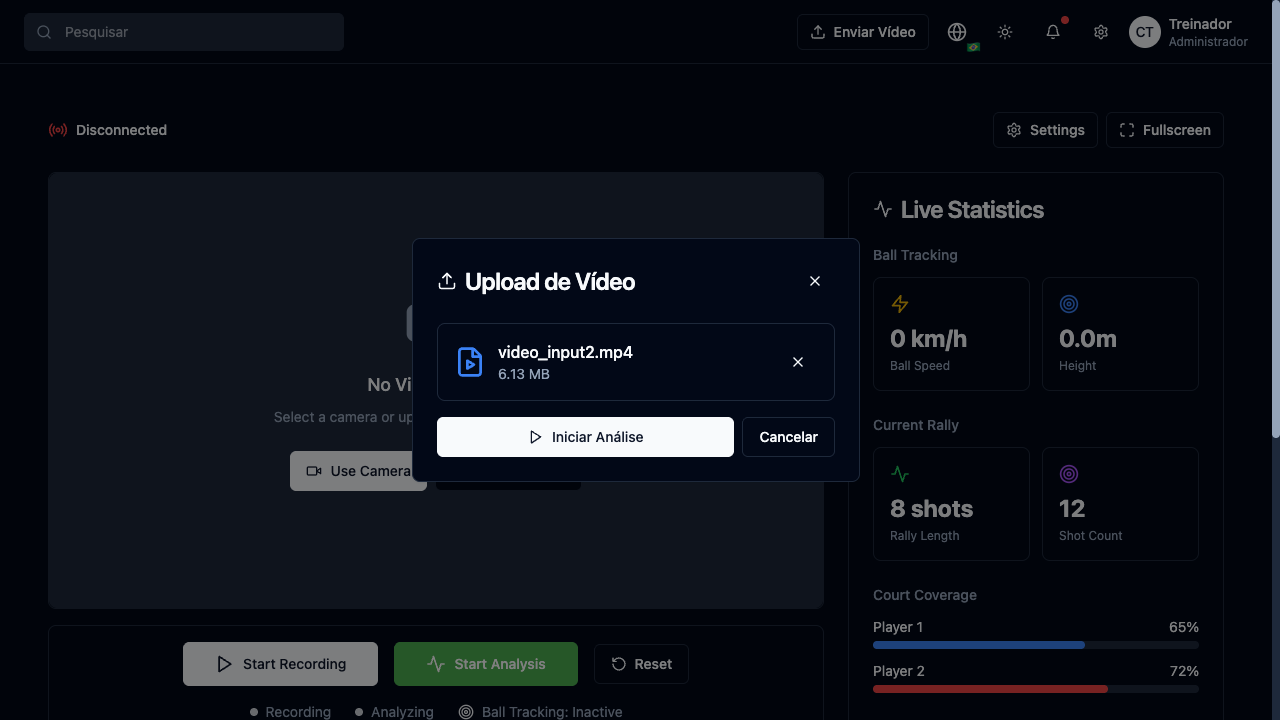 Pesquisar
Enviar Vídeo
CT
Treinador
Administrador
Disconnected
Settings
Fullscreen
No Vi
Select a camera or up
Use Camera
Upload de Vídeo
video_input2.mp4
6.13 MB
Iniciar Análise
Cancelar
Live Statistics
Ball Tracking
0 km/h
Ball Speed
0.0m
Height
Current Rally
8 shots
Rally Length
12
Shot Count
Court Coverage
Player 1
65%
Player 2
72%
Start Recording
Start Analysis
Reset
Recording
Analyzing
Ball Tracking: Inactive